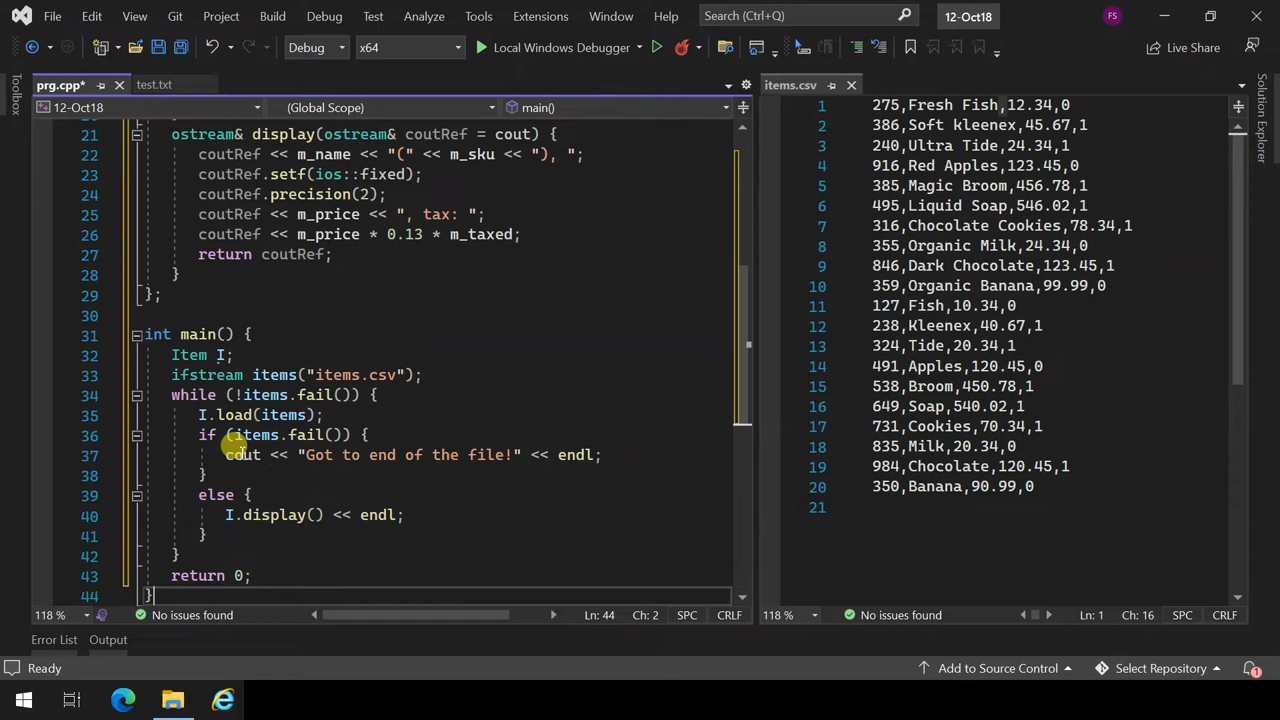 File Edit View Git Project Build Debug Test Analyze Tools Extensions Window Help Search (Ctrl+Q) 12-Oct18 FS
Debug x64 Local Windows Debugger Live Share
Toolbox
prg.cpp* test.txt
12-Oct18 (Global Scope) main()
21 ostream& display(ostream& coutRef = cout) {
22 coutRef << m_name << "(" << m_sku << "), ";
23 coutRef.setf(ios::fixed);
24 coutRef.precision(2);
25 coutRef << m_price << ", tax: ";
26 coutRef << m_price * 0.13 * m_taxed;
27 return coutRef;
28 }
29 };
30
31 int main() {
32 Item I;
33 ifstream items("items.csv");
34 while (!items.fail()) {
35 I.load(items);
36 if (items.fail()) {
37 cout << "Got to end of the file!" << endl;
38 }
39 else {
40 I.display() << endl;
41 }
42 }
43 return 0;
44 }
118 % No issues found Ln: 44 Ch: 2 SPC CRLF
items.csv
1 275,Fresh Fish,12.34,0
2 386,Soft kleenex,45.67,1
3 240,Ultra Tide,24.34,1
4 916,Red Apples,123.45,0
5 385,Magic Broom,456.78,1
6 495,Liquid Soap,546.02,1
7 316,Chocolate Cookies,78.34,1
8 355,Organic Milk,24.34,0
9 846,Dark Chocolate,123.45,1
10 359,Organic Banana,99.99,0
11 127,Fish,10.34,0
12 238,Kleenex,40.67,1
13 324,Tide,20.34,1
14 491,Apples,120.45,0
15 538,Broom,450.78,1
16 649,Soap,540.02,1
17 731,Cookies,70.34,1
18 835,Milk,20.34,0
19 984,Chocolate,120.45,1
20 350,Banana,90.99,0
21
118 % No issues found Ln: 1 Ch: 16 SPC CRLF
Solution Explorer
Error List Output
Ready Add to Source Control Select Repository 1